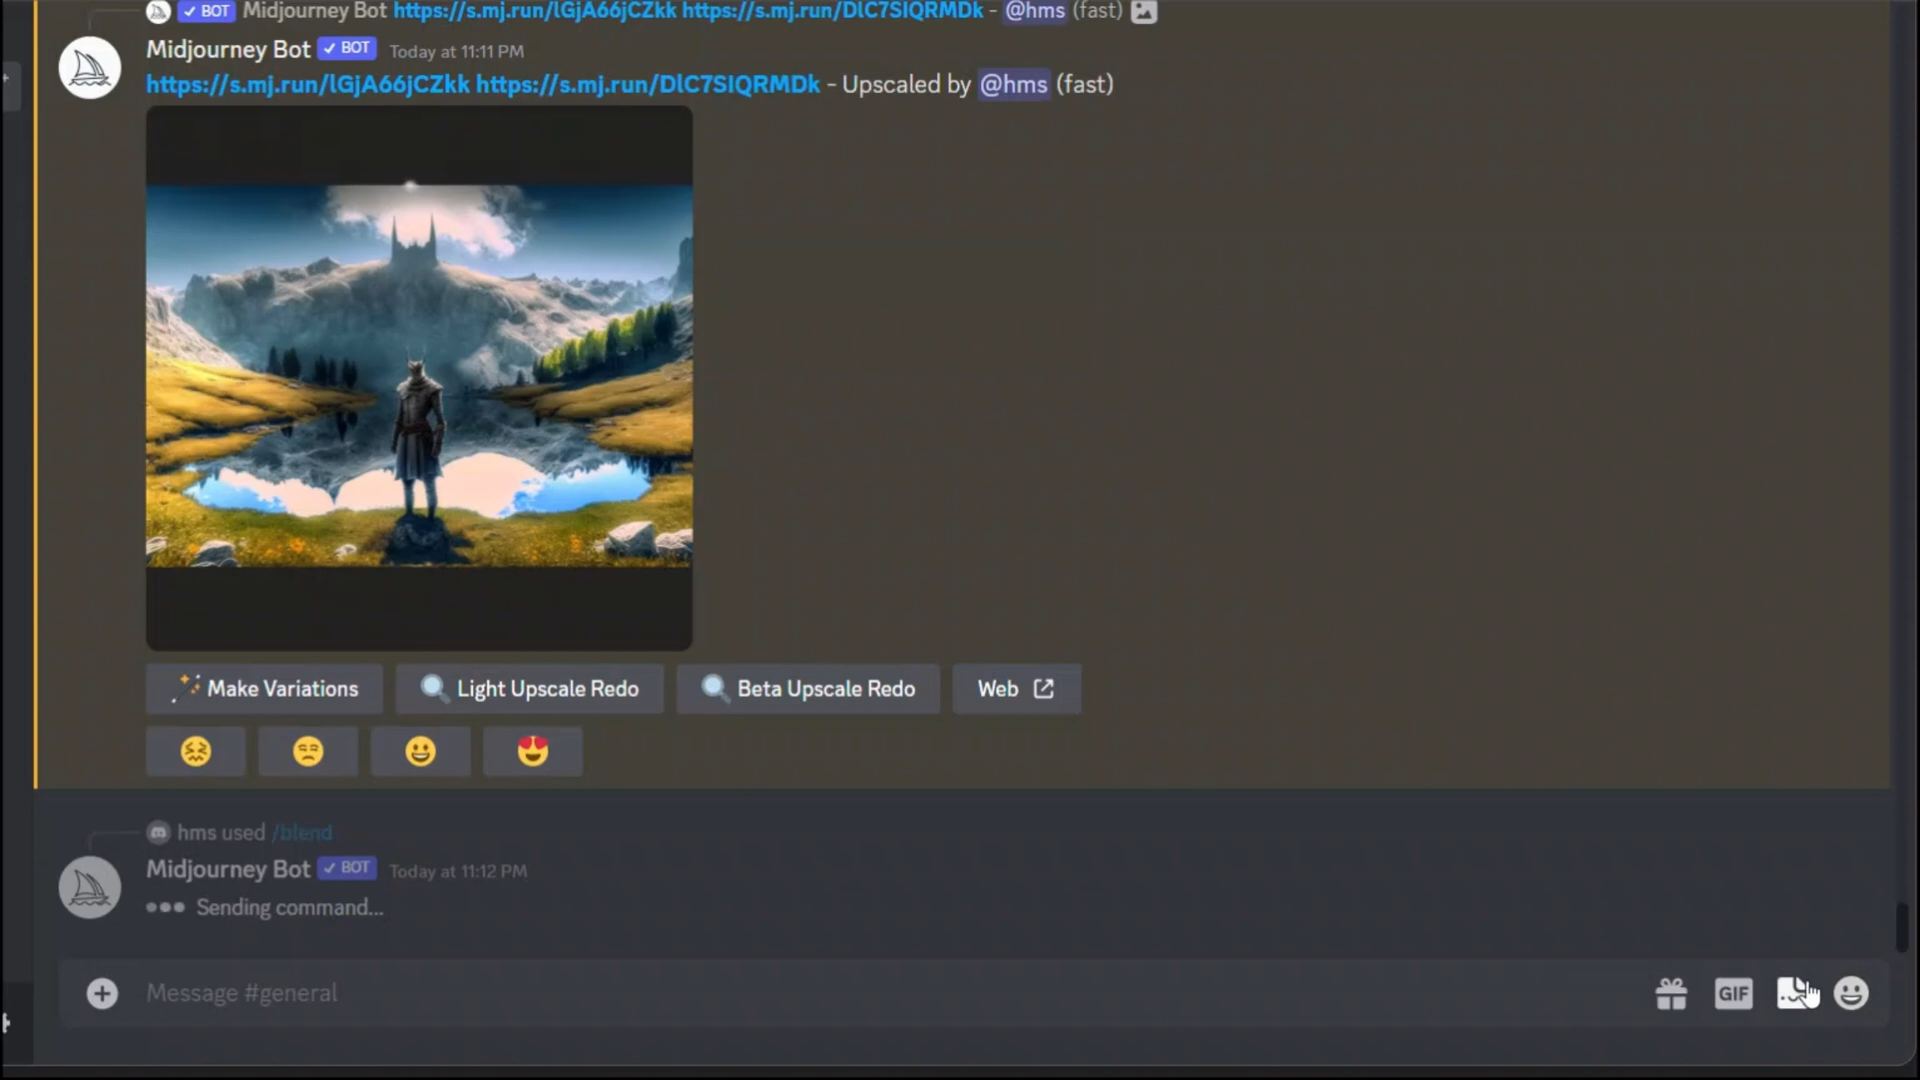 BOT Midjourney Bot https://s.mj.run/lGjA66jCZkk https://s.mj.run/DlC7SIQRMDk - @hms (fast)
Midjourney Bot BOT Today at 11:11 PM
https://s.mj.run/lGjA66jCZkk https://s.mj.run/DlC7SIQRMDk - Upscaled by @hms (fast)
Make Variations Light Upscale Redo Beta Upscale Redo Web
hms used /blend
Midjourney Bot BOT Today at 11:12 PM
Sending command...
Message #general GIF